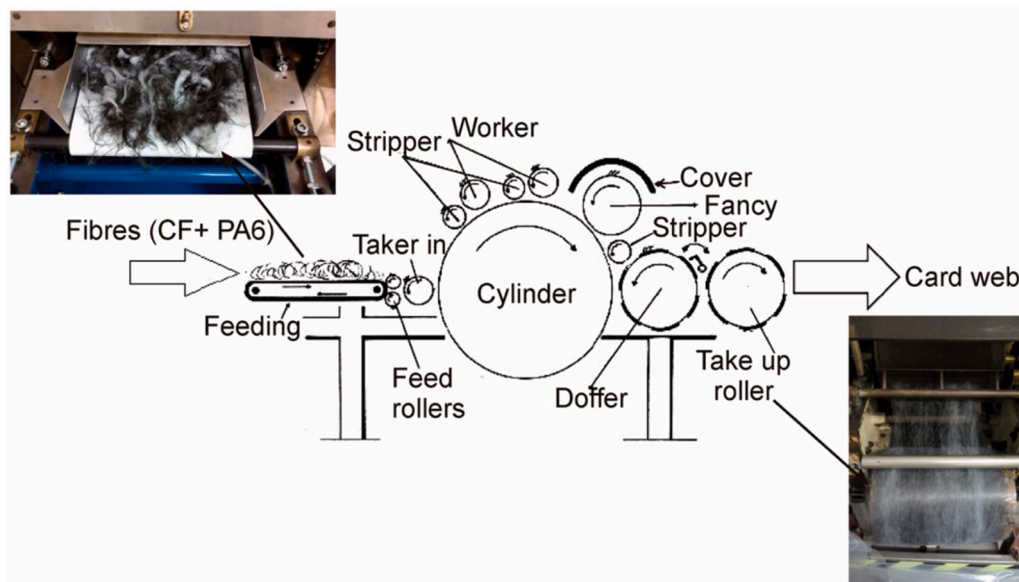 Stripper
Worker
Cover
Fancy
Stripper
Fibres (CF+ PA6)
Taker in
Cylinder
Card web
Feeding
Feed
rollers
Doffer
Take up
roller